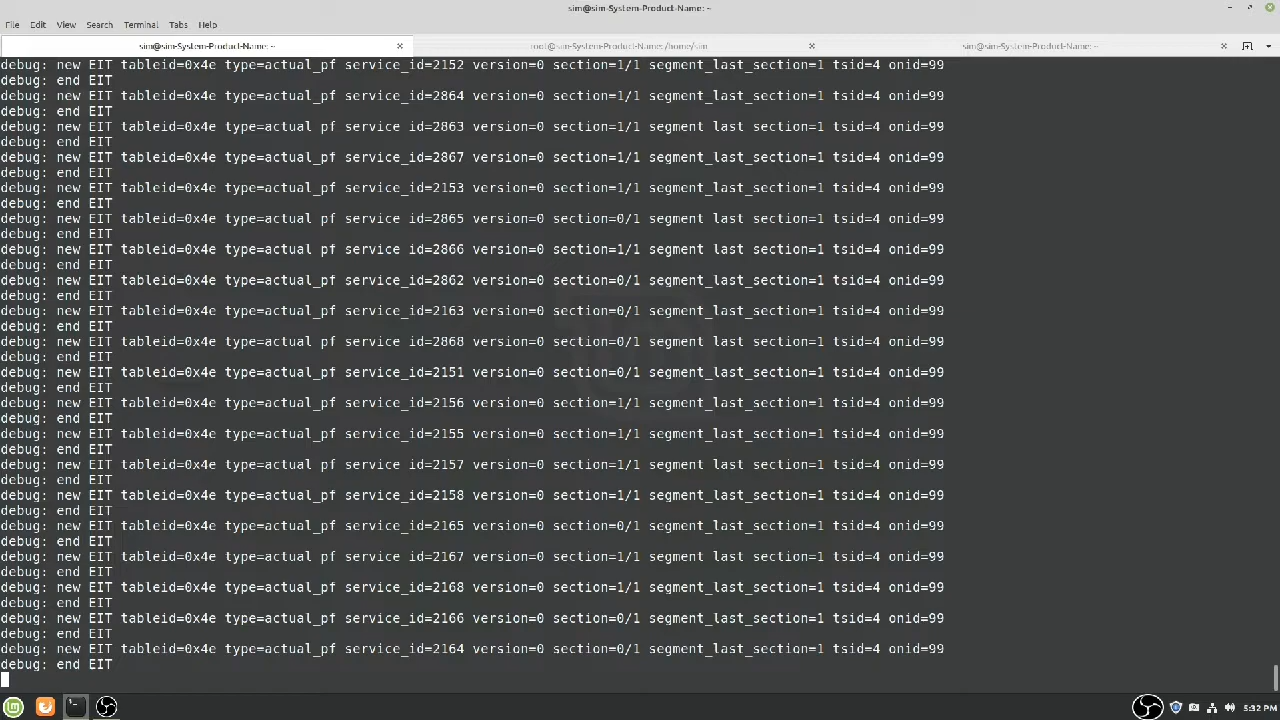 sim@sim-System-Product-Name: ~
File Edit View Search Terminal Tabs Help
sim@sim-System-Product-Name: ~ root@sim-System-Product-Name: /home/sim sim@sim-System-Product-Name: ~
debug: new EIT tableid=0x4e type=actual_pf service_id=2152 version=0 section=1/1 segment_last_section=1 tsid=4 onid=99
debug: end EIT
debug: new EIT tableid=0x4e type=actual_pf service_id=2864 version=0 section=1/1 segment_last_section=1 tsid=4 onid=99
debug: end EIT
debug: new EIT tableid=0x4e type=actual_pf service_id=2863 version=0 section=1/1 segment_last_section=1 tsid=4 onid=99
debug: end EIT
debug: new EIT tableid=0x4e type=actual_pf service_id=2867 version=0 section=1/1 segment_last_section=1 tsid=4 onid=99
debug: end EIT
debug: new EIT tableid=0x4e type=actual_pf service_id=2153 version=0 section=1/1 segment_last_section=1 tsid=4 onid=99
debug: end EIT
debug: new EIT tableid=0x4e type=actual_pf service_id=2865 version=0 section=0/1 segment_last_section=1 tsid=4 onid=99
debug: end EIT
debug: new EIT tableid=0x4e type=actual_pf service_id=2866 version=0 section=1/1 segment_last_section=1 tsid=4 onid=99
debug: end EIT
debug: new EIT tableid=0x4e type=actual_pf service_id=2862 version=0 section=0/1 segment_last_section=1 tsid=4 onid=99
debug: end EIT
debug: new EIT tableid=0x4e type=actual_pf service_id=2163 version=0 section=0/1 segment_last_section=1 tsid=4 onid=99
debug: end EIT
debug: new EIT tableid=0x4e type=actual_pf service_id=2868 version=0 section=0/1 segment_last_section=1 tsid=4 onid=99
debug: end EIT
debug: new EIT tableid=0x4e type=actual_pf service_id=2151 version=0 section=0/1 segment_last_section=1 tsid=4 onid=99
debug: end EIT
debug: new EIT tableid=0x4e type=actual_pf service_id=2156 version=0 section=1/1 segment_last_section=1 tsid=4 onid=99
debug: end EIT
debug: new EIT tableid=0x4e type=actual_pf service_id=2155 version=0 section=1/1 segment_last_section=1 tsid=4 onid=99
debug: end EIT
debug: new EIT tableid=0x4e type=actual_pf service_id=2157 version=0 section=1/1 segment_last_section=1 tsid=4 onid=99
debug: end EIT
debug: new EIT tableid=0x4e type=actual_pf service_id=2158 version=0 section=1/1 segment_last_section=1 tsid=4 onid=99
debug: end EIT
debug: new EIT tableid=0x4e type=actual_pf service_id=2165 version=0 section=0/1 segment_last_section=1 tsid=4 onid=99
debug: end EIT
debug: new EIT tableid=0x4e type=actual_pf service_id=2167 version=0 section=1/1 segment_last_section=1 tsid=4 onid=99
debug: end EIT
debug: new EIT tableid=0x4e type=actual_pf service_id=2168 version=0 section=1/1 segment_last_section=1 tsid=4 onid=99
debug: end EIT
debug: new EIT tableid=0x4e type=actual_pf service_id=2166 version=0 section=0/1 segment_last_section=1 tsid=4 onid=99
debug: end EIT
debug: new EIT tableid=0x4e type=actual_pf service_id=2164 version=0 section=0/1 segment_last_section=1 tsid=4 onid=99
debug: end EIT
5:32 PM